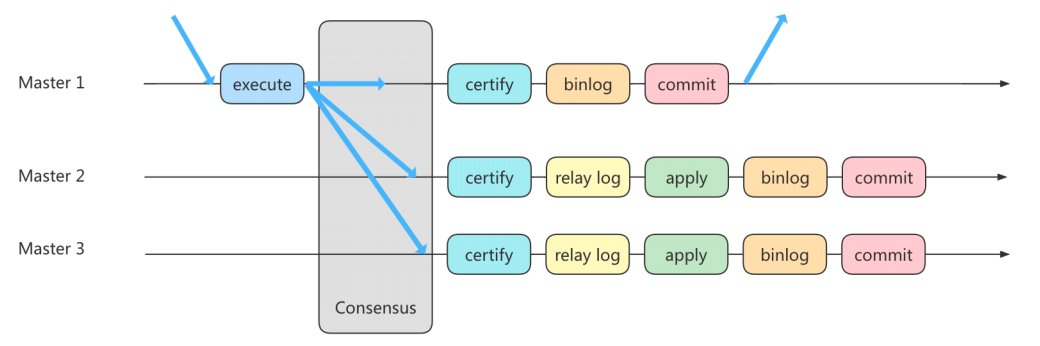 Master 1
execute
certify
binlog
commit
Master 2
certify
relay log
apply
binlog
commit
Master 3
certify
relay log
apply
binlog
commit
Consensus